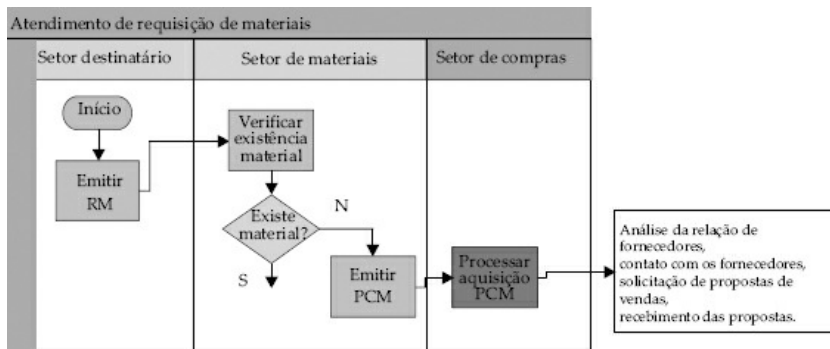 Atendimento de requisição de materiais
Setor destinatário
Setor de materiais
Setor de compras
Início
Emitir
RM
Verificar
existência
material
Existe
material?
N
S
Emitir
PCM
Processar
aquisição
PCM
Análise da relação de
fornecedores,
contato com os fornecedores,
solicitação de propostas de
vendas,
recebimento das propostas.